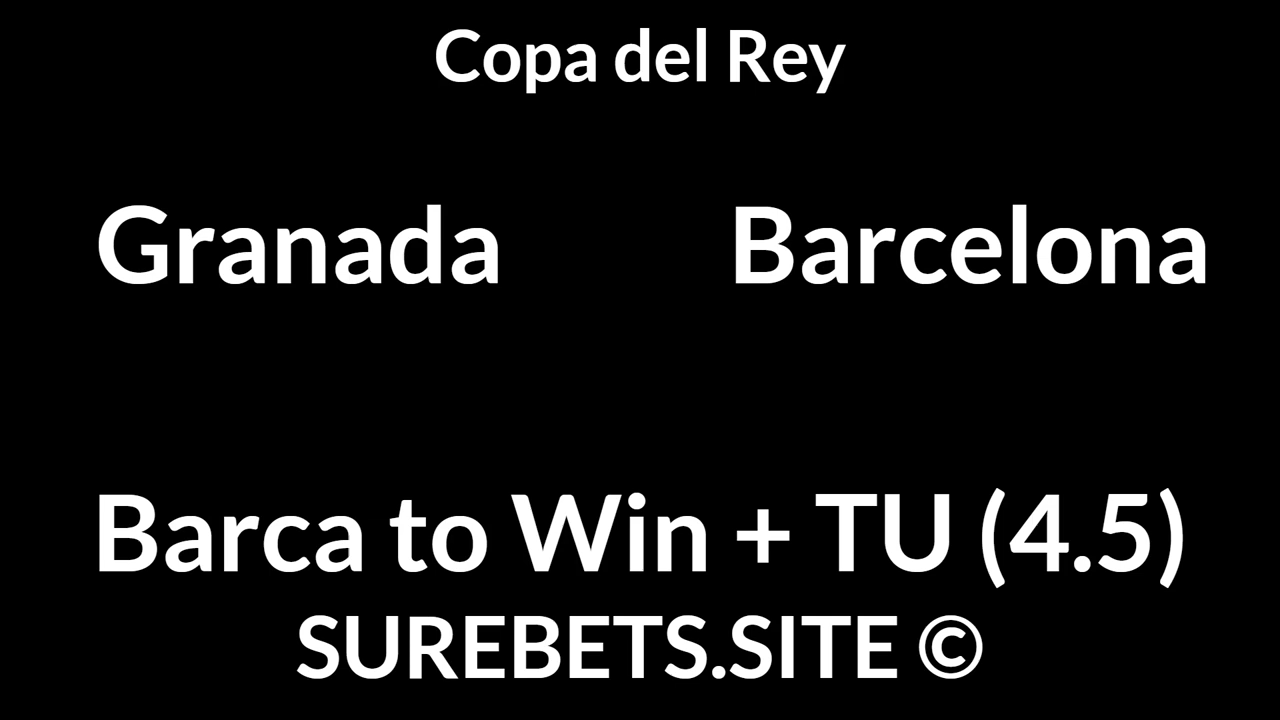 Copa del Rey
Granada Barcelona
Barca to Win + TU (4.5)
SUREBETS.SITE ©